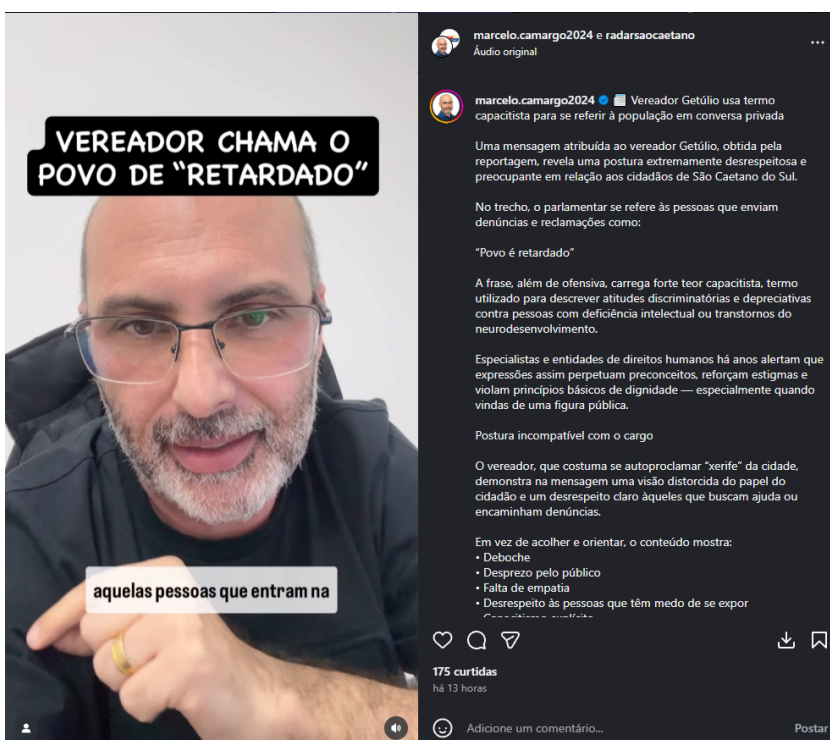 VEREADOR CHAMA O
POVO DE “RETARDADO”
aquelas pessoas que entram na
marcelo.camargo2024 e radarsaocaetano
Áudio original
marcelo.camargo2024 Vereador Getúlio usa termo
capacitista para se referir à população em conversa privada
Uma mensagem atribuída ao vereador Getúlio, obtida pela
reportagem, revela uma postura extremamente desrespeitosa e
preocupante em relação aos cidadãos de São Caetano do Sul.
No trecho, o parlamentar se refere às pessoas que enviam
denúncias e reclamações como:
“Povo é retardado”
A frase, além de ofensiva, carrega forte teor capacitista, termo
utilizado para descrever atitudes discriminatórias e depreciativas
contra pessoas com deficiência intelectual ou transtornos do
neurodesenvolvimento.
Especialistas e entidades de direitos humanos há anos alertam que
expressões assim perpetuam preconceitos, reforçam estigmas e
violam princípios básicos de dignidade — especialmente quando
vindas de uma figura pública.
Postura incompatível com o cargo
O vereador, que costuma se autoproclamar “xerife” da cidade,
demonstra na mensagem uma visão distorcida do papel do
cidadão e um desrespeito claro àqueles que buscam ajuda ou
encaminham denúncias.
Em vez de acolher e orientar, o conteúdo mostra:
• Deboche
• Desprezo pelo público
• Falta de empatia
• Desrespeito às pessoas que têm medo de se expor
175 curtidas
há 13 horas
Adicione um comentário...
Postar